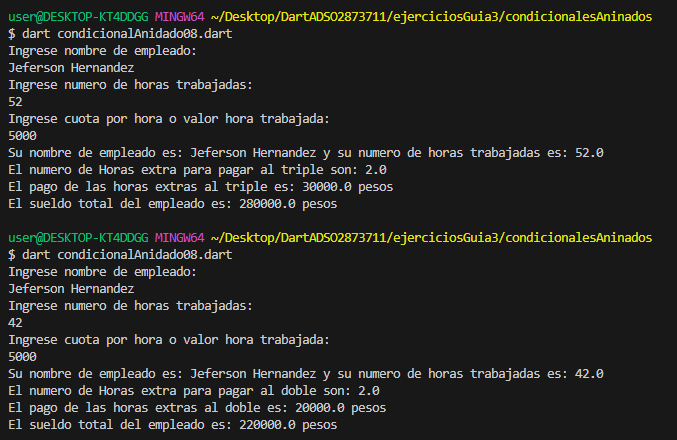 user@DESKTOP-KT4DDGG MINGW64 ~/Desktop/DartADSO2873711/ejerciciosGuia3/condicionalesAninados
$ dart condicionalAnidado08.dart
Ingrese nombre de empleado:
Jeferson Hernandez
Ingrese numero de horas trabajadas:
52
Ingrese cuota por hora o valor hora trabajada:
5000
Su nombre de empleado es: Jeferson Hernandez y su numero de horas trabajadas es: 52.0
El numero de Horas extra para pagar al triple son: 2.0
El pago de las horas extras al triple es: 30000.0 pesos
El sueldo total del empleado es: 280000.0 pesos
user@DESKTOP-KT4DDGG MINGW64 ~/Desktop/DartADSO2873711/ejerciciosGuia3/condicionalesAninados
$ dart condicionalAnidado08.dart
Ingrese nombre de empleado:
Jeferson Hernandez
Ingrese numero de horas trabajadas:
42
Ingrese cuota por hora o valor hora trabajada:
5000
Su nombre de empleado es: Jeferson Hernandez y su numero de horas trabajadas es: 42.0
El numero de Horas extra para pagar al doble son: 2.0
El pago de las horas extras al doble es: 20000.0 pesos
El sueldo total del empleado es: 220000.0 pesos